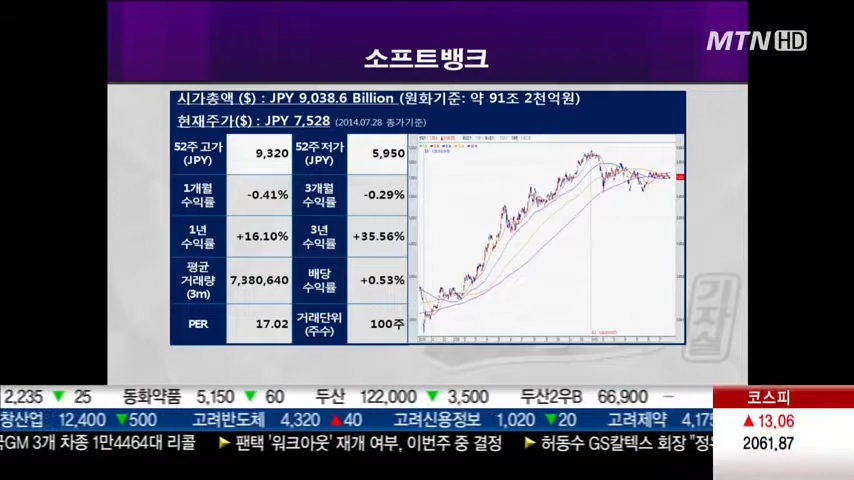 MTN HD
소프트뱅크
시가총액 ($) : JPY 9,038.6 Billion (원화기준: 약 91조 2천억원)
현재주가($) : JPY 7,528 (2014.07.28 종가기준)
52주 고가 (JPY) 9,320 52주 저가 (JPY) 5,950
1개월 수익률 -0.41% 3개월 수익률 -0.29%
1년 수익률 +16.10% 3년 수익률 +35.56%
평균 거래량 (3m) 7,380,640 배당 수익률 +0.53%
PER 17.02 거래단위 (주수) 100주
기자실
2,235 ▼ 25 동화약품 5,150 ▼ 60 두산 122,000 ▼ 3,500 두산2우B 66,900 –
창산업 12,400 ▼500 고려반도체 4,320 ▲40 고려신용정보 1,020 ▼20 고려제약 4,175
국GM 3개 차종 1만4464대 리콜 ▶ 팬택 '워크아웃' 재개 여부, 이번주 중 결정 ▶ 허동수 GS칼텍스 회장 "정유
코스피
▲ 13.06
2061.87